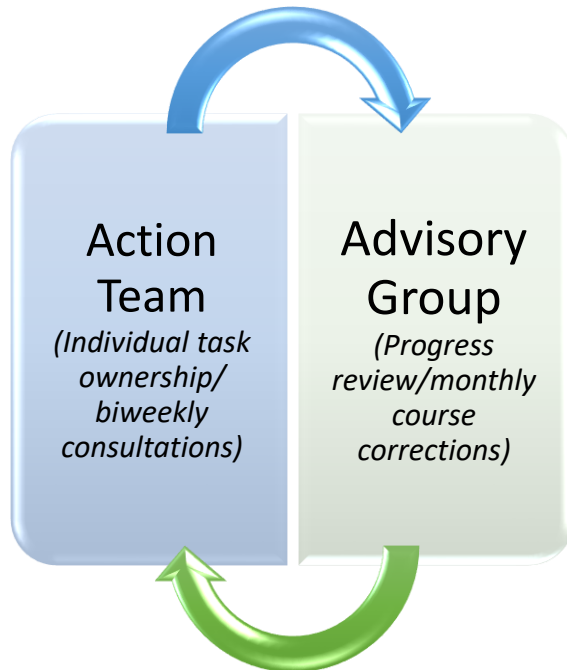 Action
Team
(Individual task
ownership/
biweekly
consultations)
Advisory
Group
(Progress
review/monthly
course
corrections)